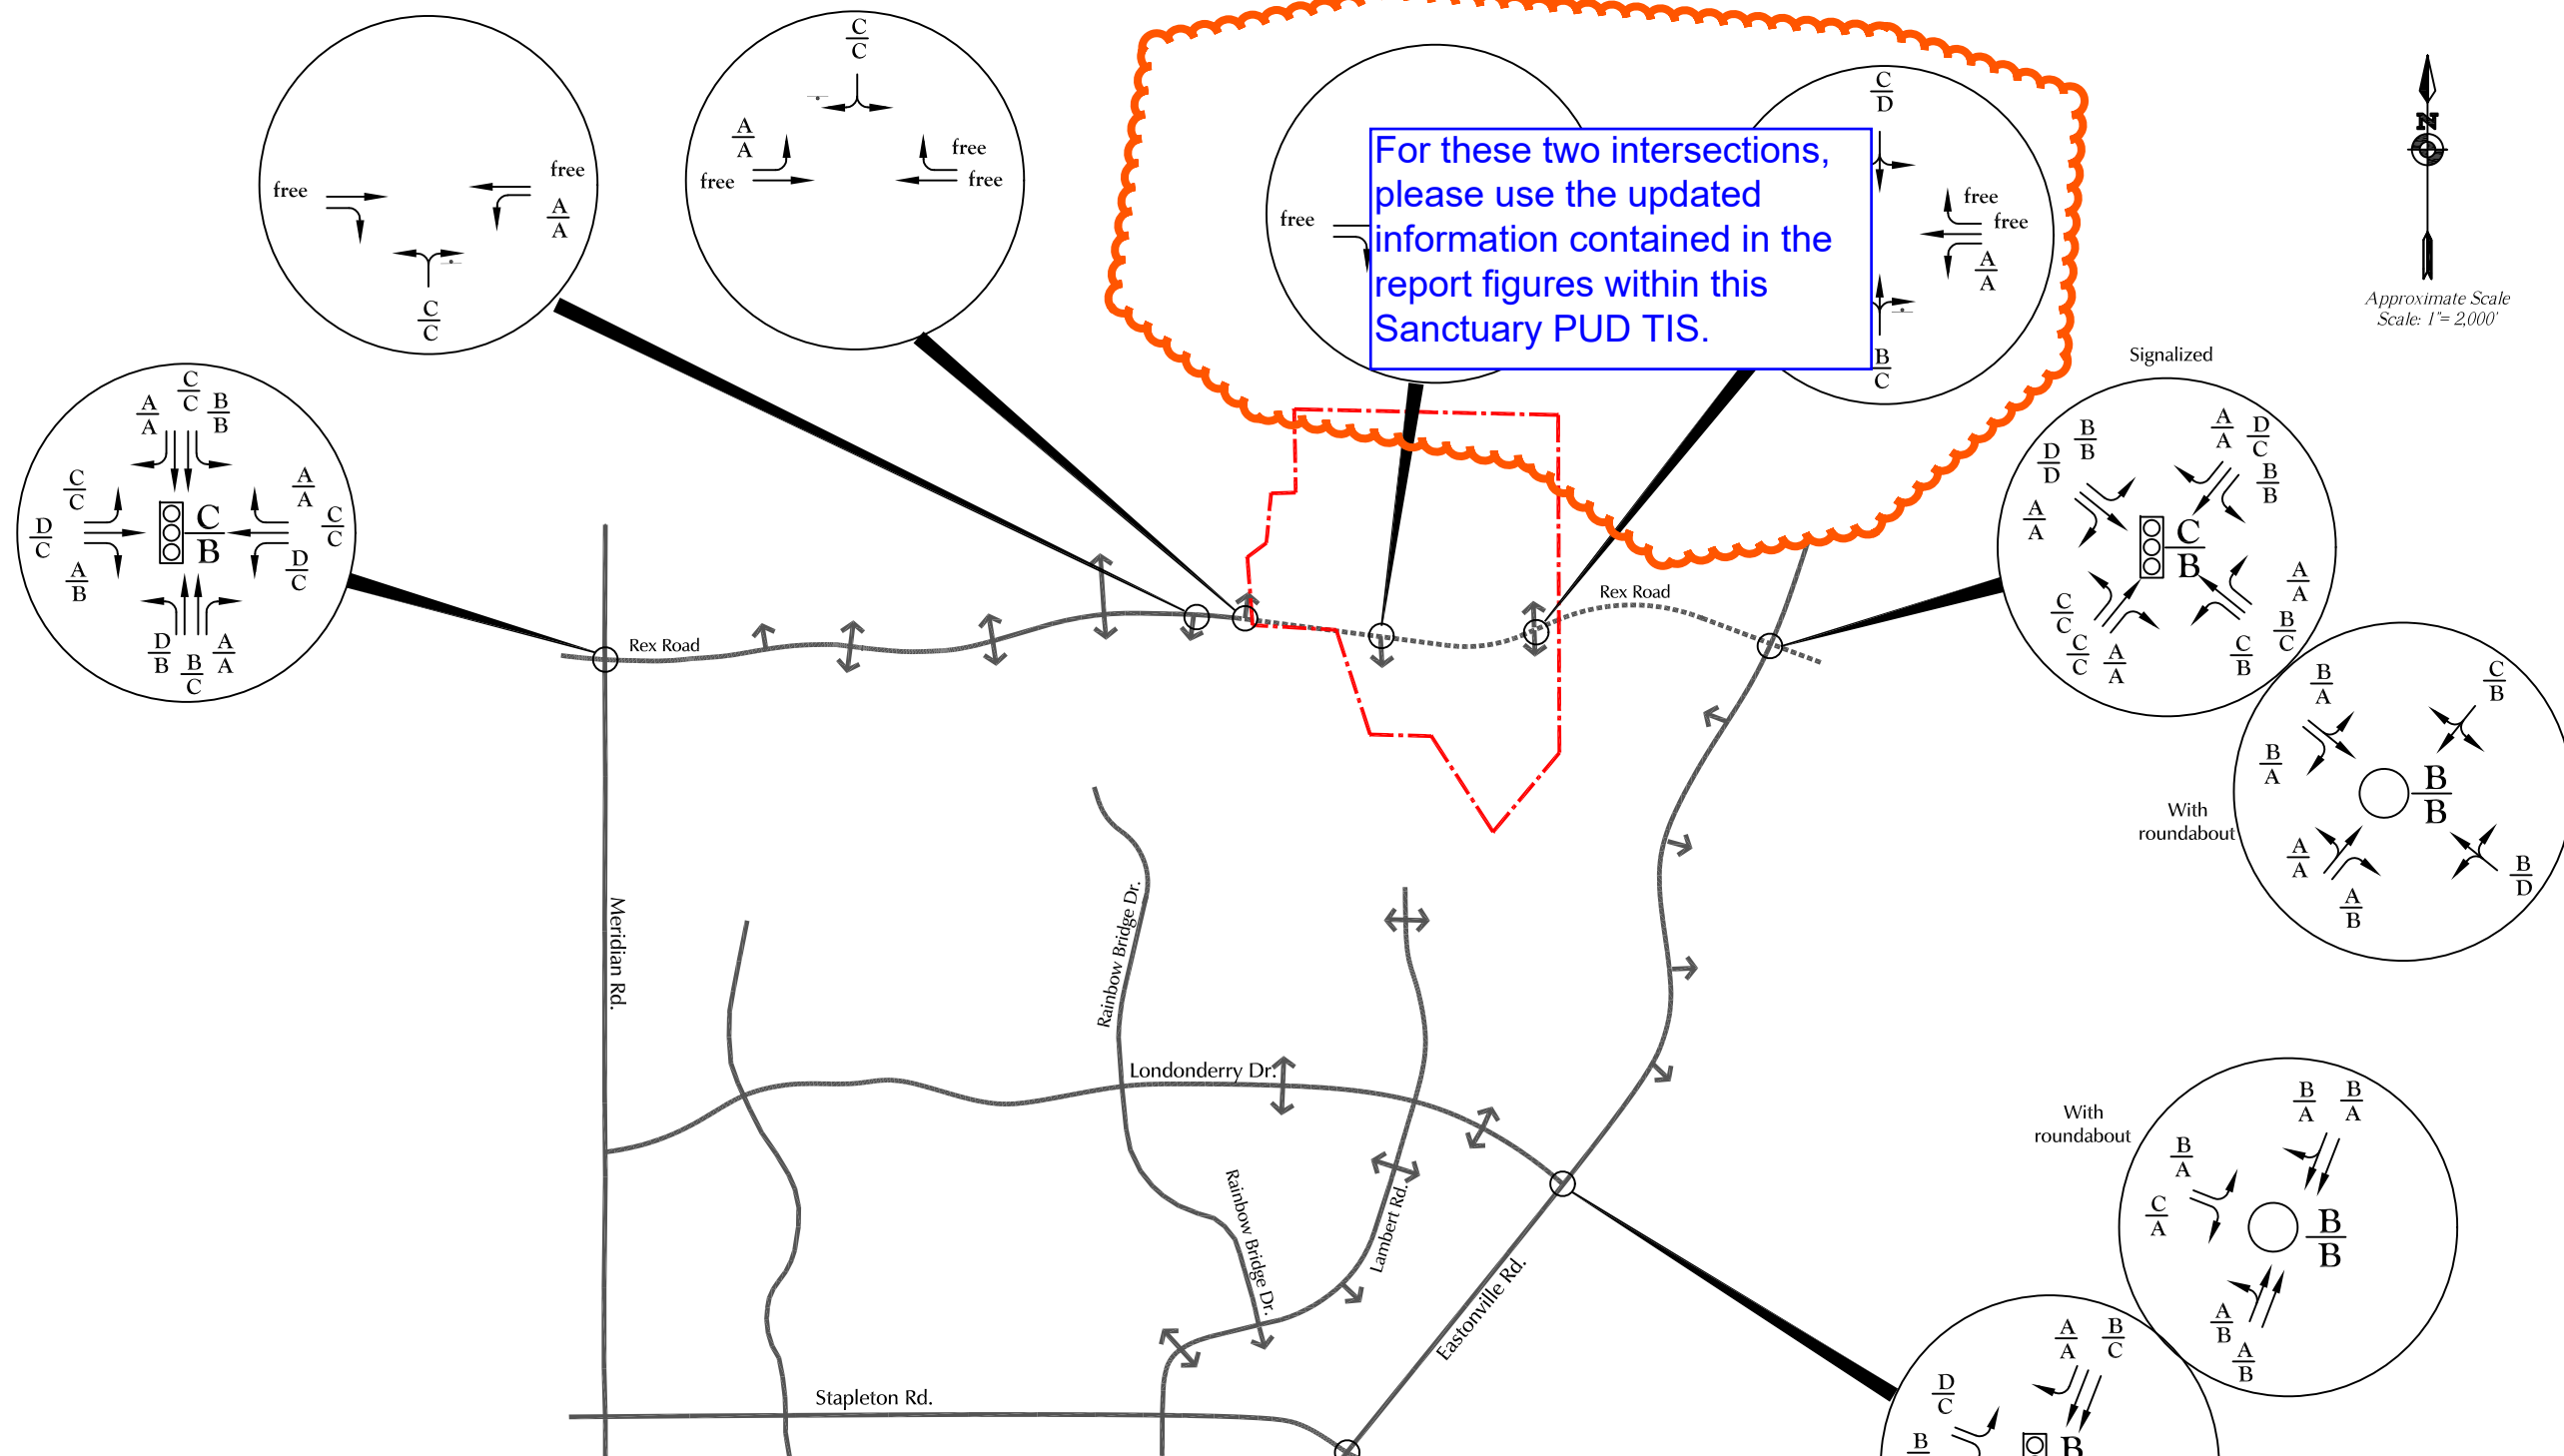 C
C
free
free
A
A
C
C
A
A
free
free
free
free
C
D
free
free
A
A
B
C
For these two intersections,
please use the updated
information contained in the
report figures within this
Sanctuary PUD TIS.
N
Approximate Scale
Scale: 1"= 2,000'
C
C
A
A
B
B
C
C
D
C
A
B
C
B
A
A
C
C
D
C
D
B
B
C
A
A
Signalized
A
A
D
C
B
B
B
B
D
D
A
A
C
B
C
C
C
C
A
A
A
A
B
C
C
B
Rex Road
Rex Road
With
roundabout
B
A
C
B
B
A
B
B
A
A
A
B
B
D
Meridian Rd.
Rainbow Bridge Dr.
Londonderry Dr.
Rainbow Bridge Dr.
Lambert Rd.
Eastonville Rd.
Stapleton Rd.
With
roundabout
B
A
B
A
B
A
C
A
B
B
A
B
A
B
A
A
B
C
D
C
B
B